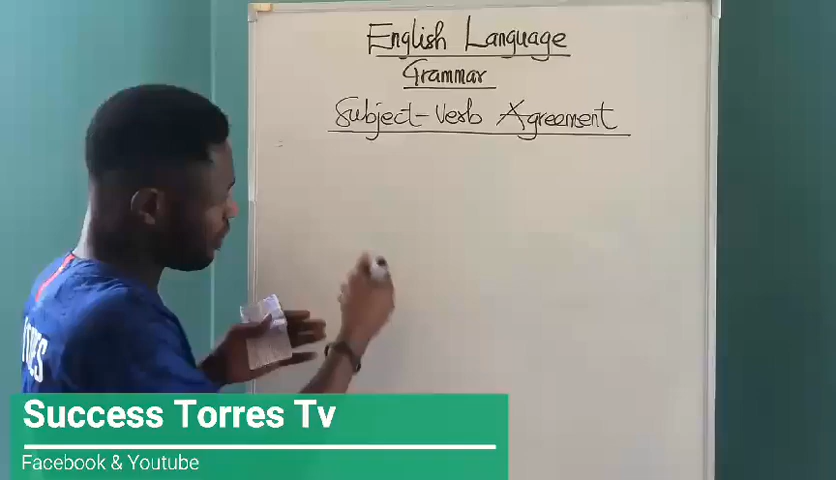 English Language
Grammar
Subject-Verb Agreement
Success Torres Tv
Facebook & Youtube